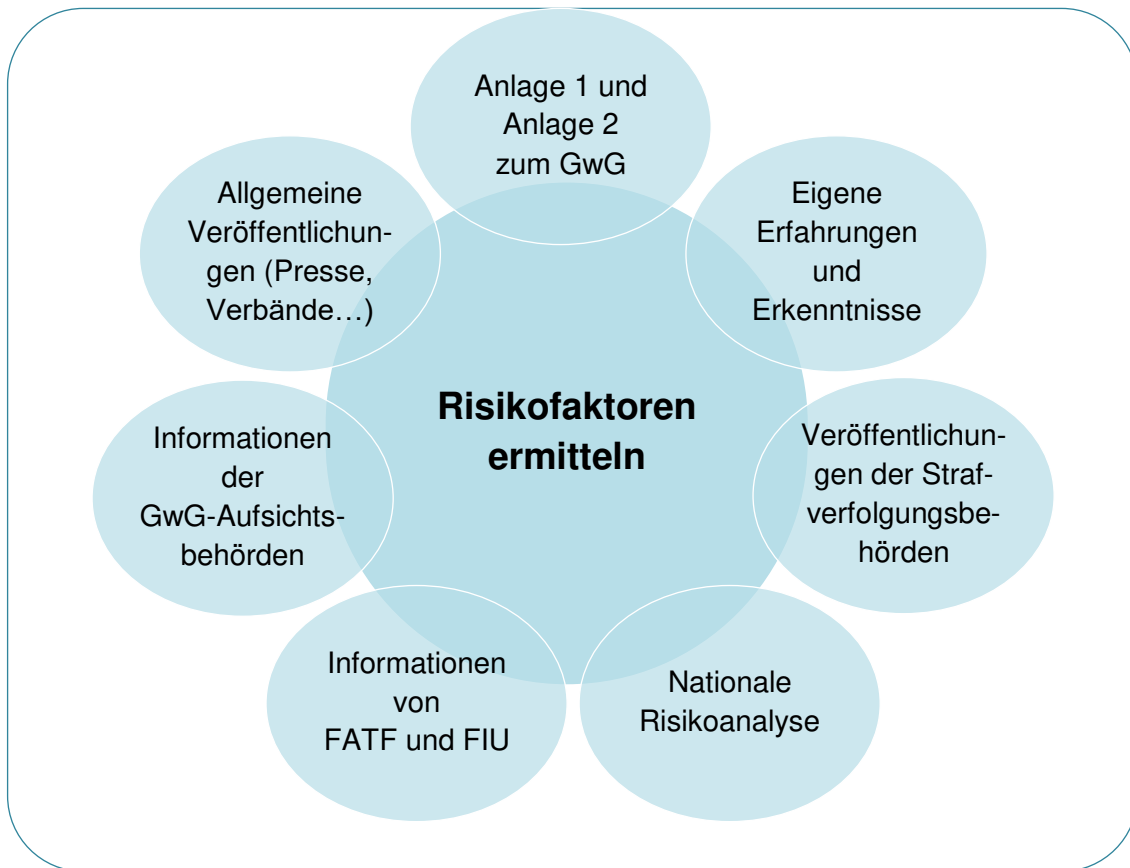 Anlage 1 und
Anlage 2
zum GwG
Eigene
Erfahrungen
und
Erkenntnisse
Veröffentlichun-
gen der Straf-
verfolgungsbe-
hörden
Nationale
Risikoanalyse
Informationen
von
FATF und FIU
Informationen
der
GwG-Aufsichts-
behörden
Allgemeine
Veröffentlichun-
gen (Presse,
Verbände…)
Risikofaktoren
ermitteln